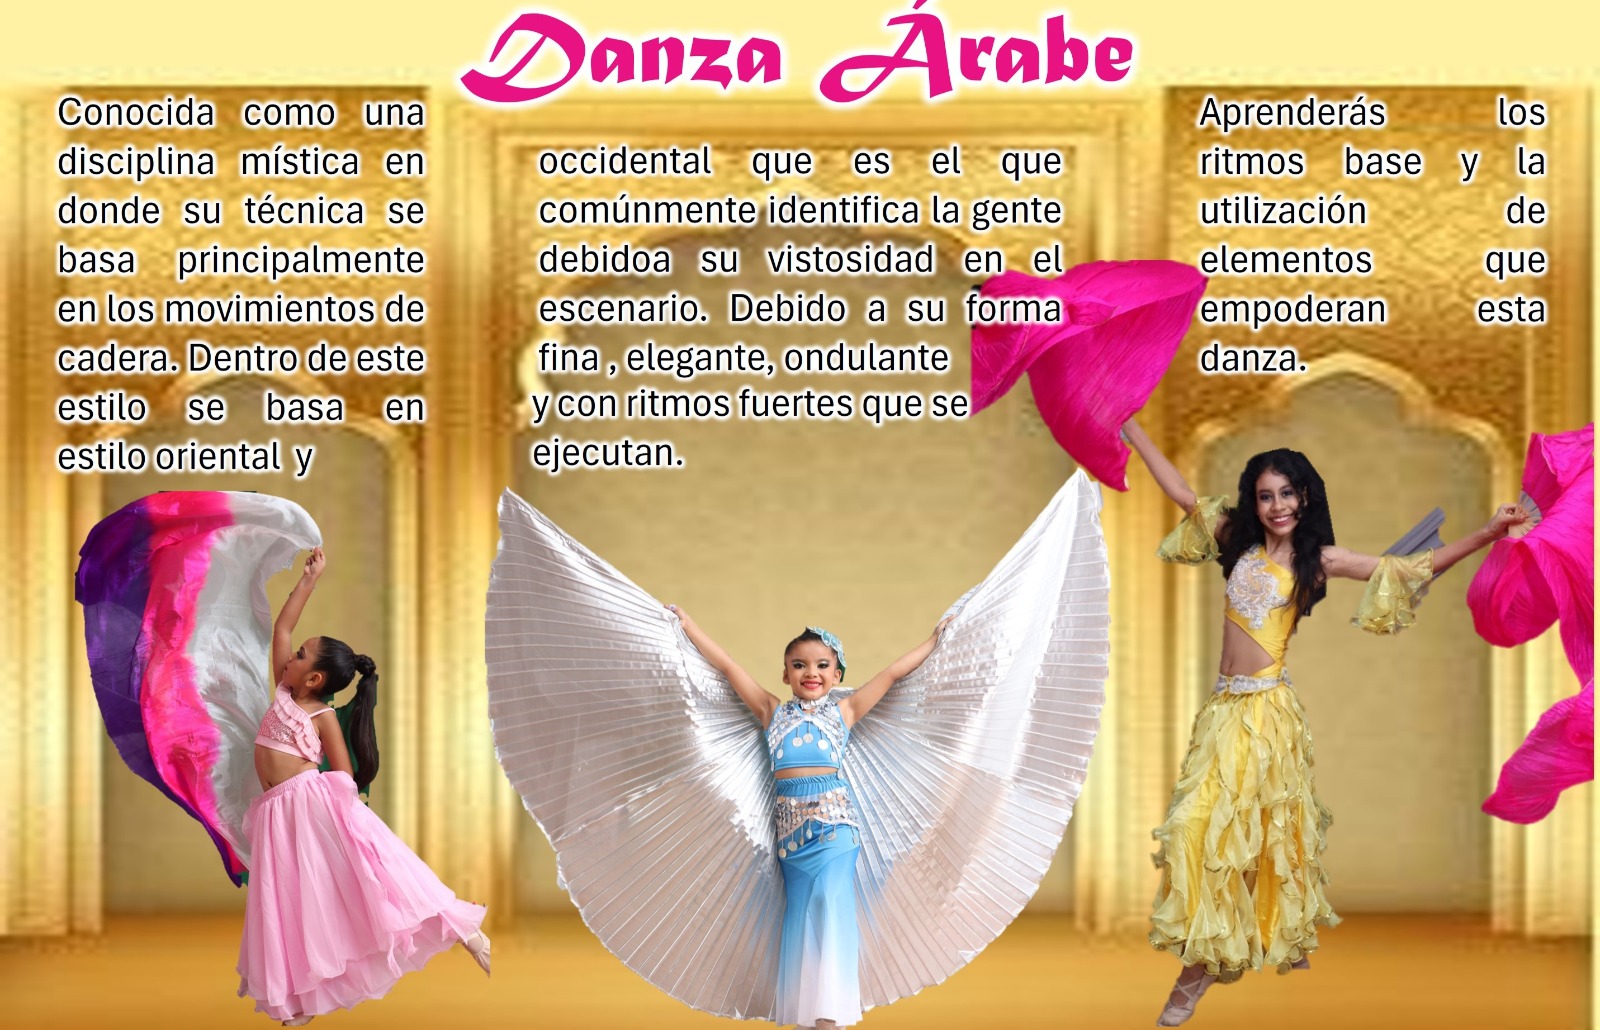 Danza Árabe
Conocida como una
disciplina mística en
donde su técnica se
basa principalmente
en los movimientos de
cadera. Dentro de este
estilo se basa en
estilo oriental y
occidental que es el que
comúnmente identifica la gente
debidoa su vistosidad en el
escenario. Debido a su forma
fina , elegante, ondulante
y con ritmos fuertes que se
ejecutan.
Aprenderás los
ritmos base y la
utilización de
elementos que
empoderan esta
danza.